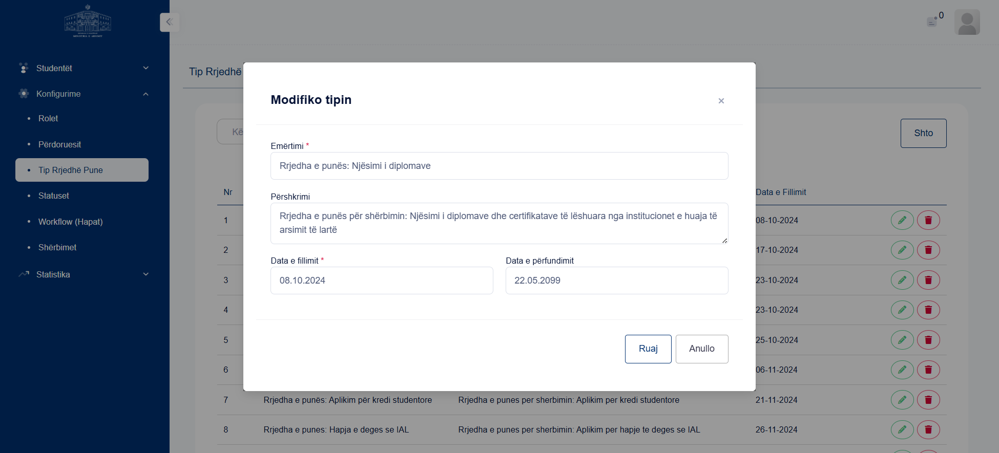 MINISTRIA E ARSIMIT
0
Studentët
Konfigurime
Rolet
Përdoruesit
Tip Rrjedhë Pune
Statuset
Workflow (Hapat)
Shërbimet
Statistika
Tip Rrjedhë
Kë
Shto
Modifiko tipin
×
Emërtimi *
Rrjedha e punës: Njësimi i diplomave
Përshkrimi
Rrjedha e punës për shërbimin: Njësimi i diplomave dhe certifikatave të lëshuara nga institucionet e huaja të
arsimit të lartë
Data e fillimit *
Data e përfundimit
08.10.2024
22.05.2099
Ruaj
Anullo
Nr
Data e Fillimit
1
08-10-2024
2
17-10-2024
3
23-10-2024
4
23-10-2024
5
25-10-2024
6
06-11-2024
7
Rrjedha e punës: Aplikim për kredi studentore
Rrjedha e punes per sherbimin: Aplikim per kredi studentore
21-11-2024
8
Rrjedha e punes: Hapja e deges se IAL
Rrjedha e punes per sherbimin: Aplikim per hapje te deges se IAL
26-11-2024